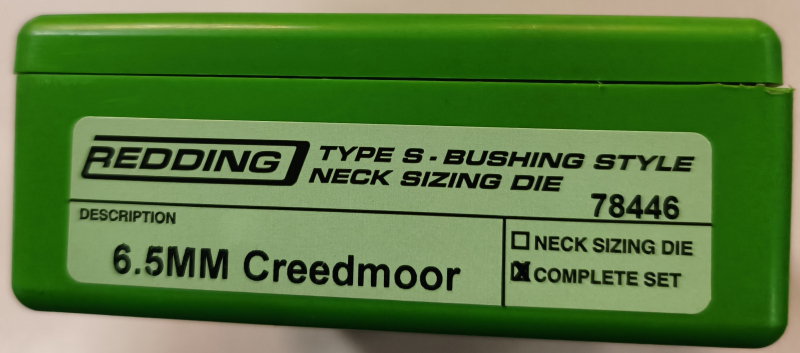 REDDING TYPE S - BUSHING STYLE
NECK SIZING DIE
78446
DESCRIPTION
6.5MM Creedmoor
☐ NECK SIZING DIE
☒ COMPLETE SET